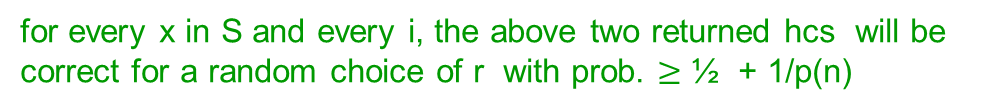 for every x in S and every i, the above two returned hcs will be
correct for a random choice of r with prob. ≥ ½ + 1/p(n)